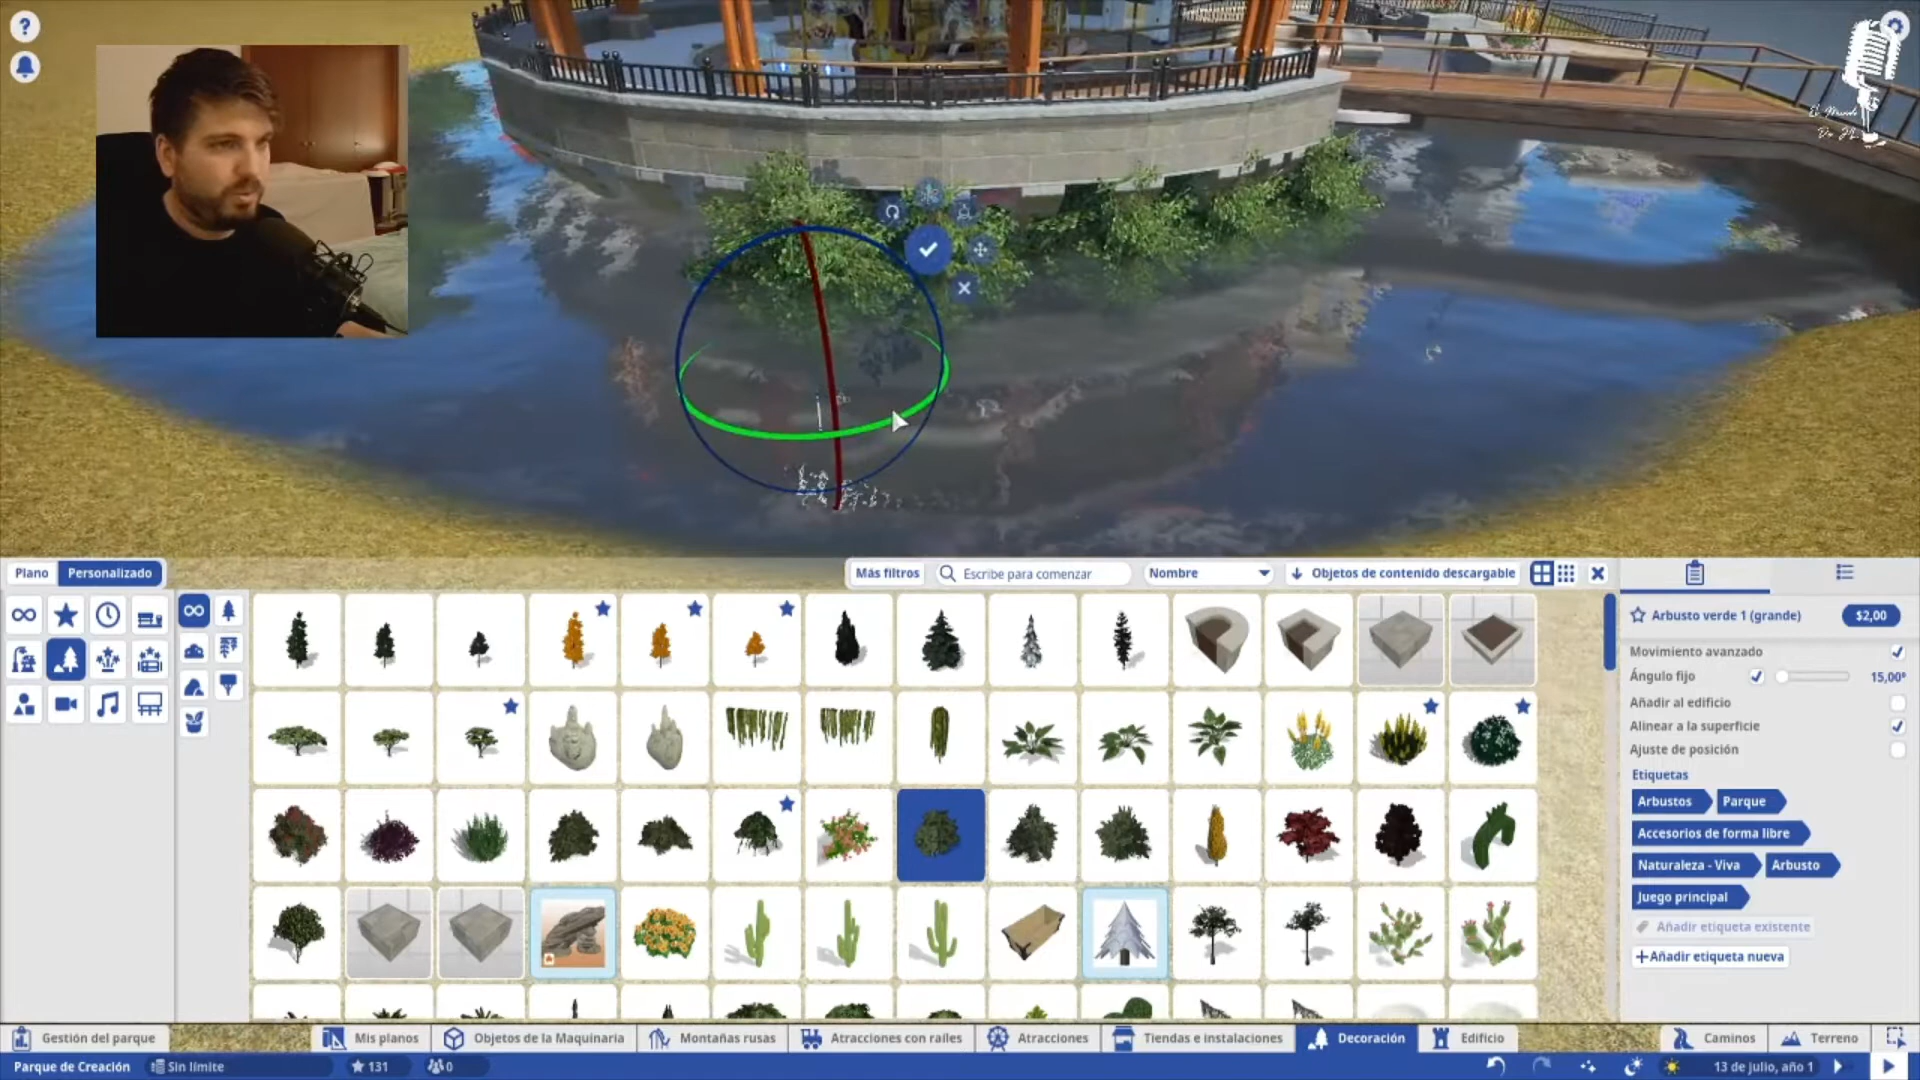 El Mundo
De JL
Plano
Personalizado
Más filtros
Escribe para comenzar
Nombre
Objetos de contenido descargable
Arbusto verde 1 (grande)
$2,00
Movimiento avanzado
Ángulo fijo
15,00°
Añadir al edificio
Alinear a la superficie
Ajuste de posición
Etiquetas
Arbustos
Parque
Accesorios de forma libre
Naturaleza - Viva
Arbusto
Juego principal
Añadir etiqueta existente
+Añadir etiqueta nueva
Gestión del parque
Mis planos
Objetos de la Maquinaria
Montañas rusas
Atracciones con raíles
Atracciones
Tiendas e instalaciones
Decoración
Edificio
Caminos
Terreno
Parque de Creación
Sin límite
131
0
13 de julio, año 1